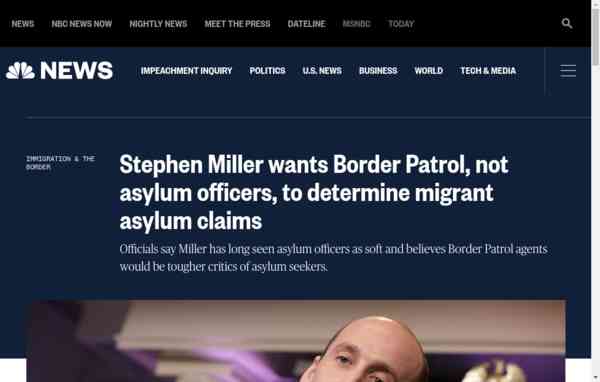 NEWS NBC NEWS NOW NIGHTLY NEWS MEET THE PRESS DATELINE MSNBC TODAY
NEWS IMPEACHMENT INQUIRY POLITICS U.S. NEWS BUSINESS WORLD TECH & MEDIA
IMMIGRATION & THE
BORDER
Stephen Miller wants Border Patrol, not
asylum officers, to determine migrant
asylum claims
Officials say Miller has long seen asylum officers as soft and believes Border Patrol agents
would be tougher critics of asylum seekers.